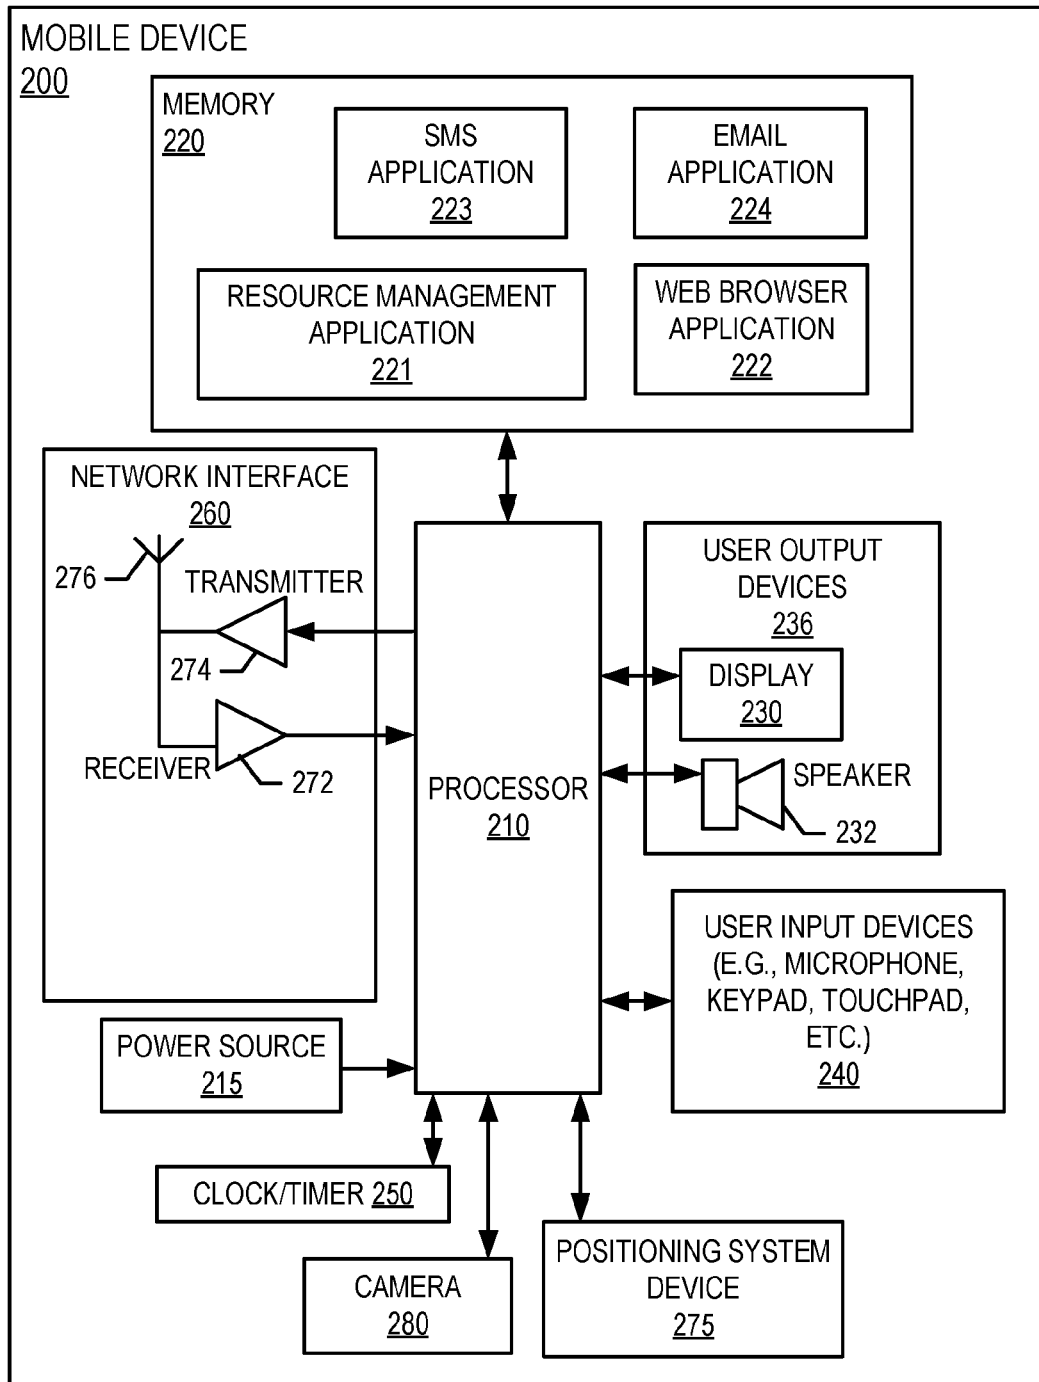 MOBILE DEVICE
200
MEMORY
220
SMS
APPLICATION
223
EMAIL
APPLICATION
224
RESOURCE MANAGEMENT
APPLICATION
221
WEB BROWSER
APPLICATION
222
NETWORK INTERFACE
260
276
TRANSMITTER
274
RECEIVER
272
PROCESSOR
210
USER OUTPUT
DEVICES
236
DISPLAY
230
SPEAKER
232
USER INPUT DEVICES
(E.G., MICROPHONE,
KEYPAD, TOUCHPAD,
ETC.)
240
POWER SOURCE
215
CLOCK/TIMER 250
CAMERA
280
POSITIONING SYSTEM
DEVICE
275